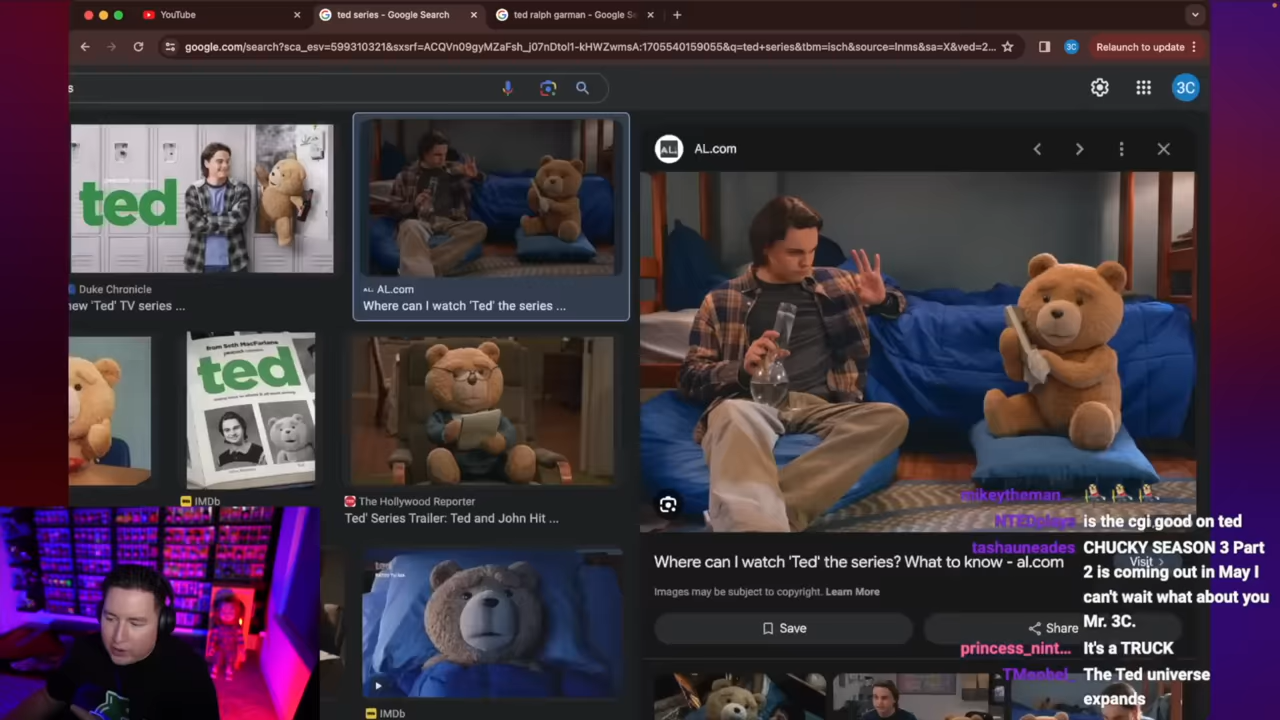 YouTube
ted series - Google Search
ted ralph garman - Google Se
google.com/search?sca_esv=599310321&sxsrf=ACQVn09gyMZaFsh_j07nDtol1-kHWZwmsA:1705540159055&q=ted+series&tbm=isch&source=lnms&sa=X&ved=2...
3C
Relaunch to update
s
3C
AL.com
ted
Duke Chronicle
new 'Ted' TV series ...
AL.com
Where can I watch 'Ted' the series ...
from Seth MacFarlane
ted
IMDb
The Hollywood Reporter
Ted' Series Trailer: Ted and John Hit ...
IMDb
Where can I watch 'Ted' the series? What to know - al.com
Visit
Images may be subject to copyright. Learn More
Save
Share
mikeytheman...
NTEDplayz is the cgi good on ted
tashauneades CHUCKY SEASON 3 Part
2 is coming out in May I
can't wait what about you
Mr. 3C.
princess_nint... It's a TRUCK
The Ted universe
expands